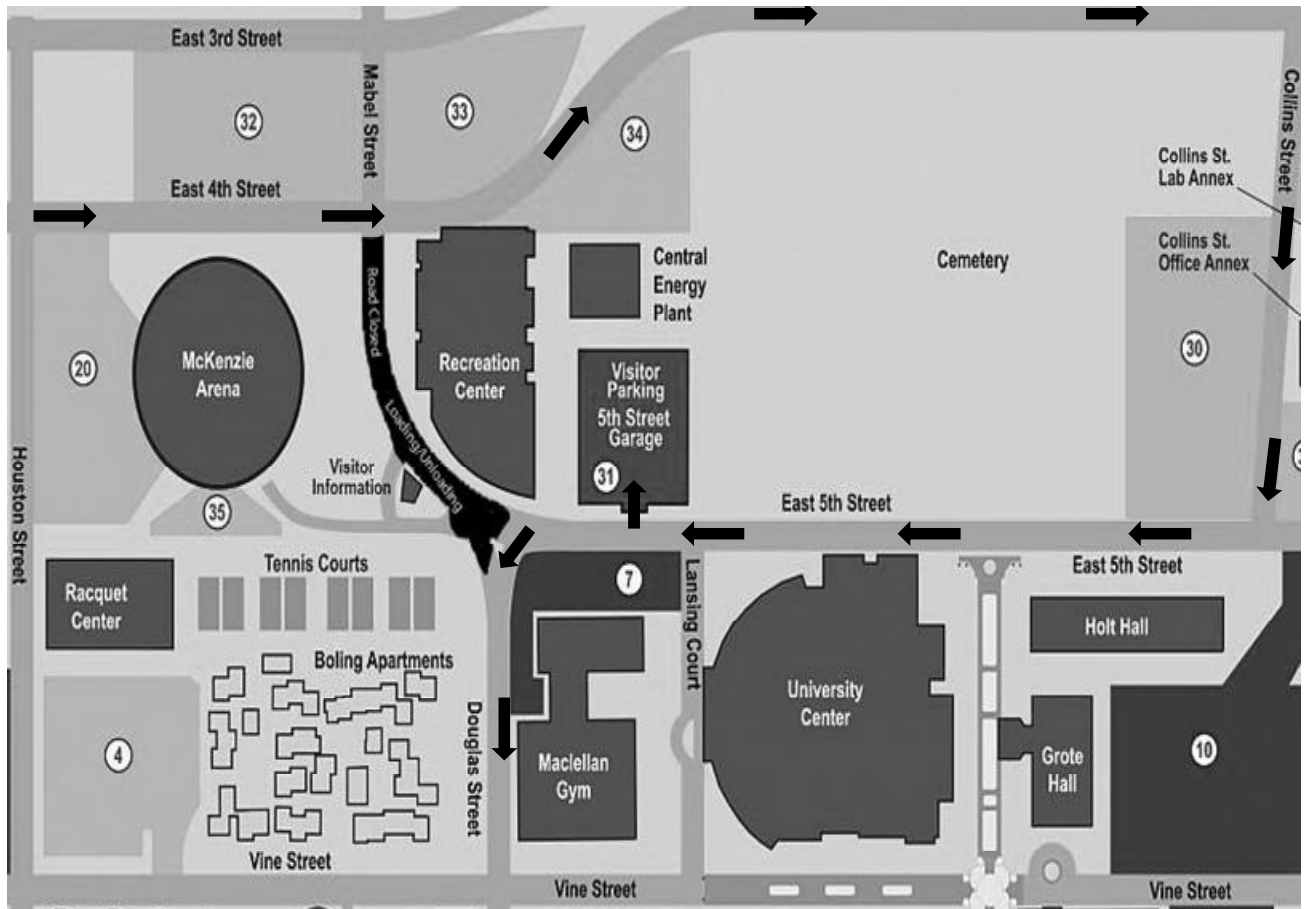 East 3rd Street
Mabel Street
32
33
34
Collins Street
Collins St.
Lab Annex
East 4th Street
Collins St.
Office Annex
Cemetery
Central
Energy
Plant
Road Closed
Loading/Unloading
20
McKenzie
Arena
Recreation
Center
Visitor
Parking
5th Street
Garage
31
30
Houston Street
Visitor
Information
35
East 5th Street
Tennis Courts
Racquet
Center
7
Lansing Court
East 5th Street
Holt Hall
Boling Apartments
University
Center
Douglas Street
4
Maclellan
Gym
Grote
Hall
10
Vine Street
Vine Street
Vine Street